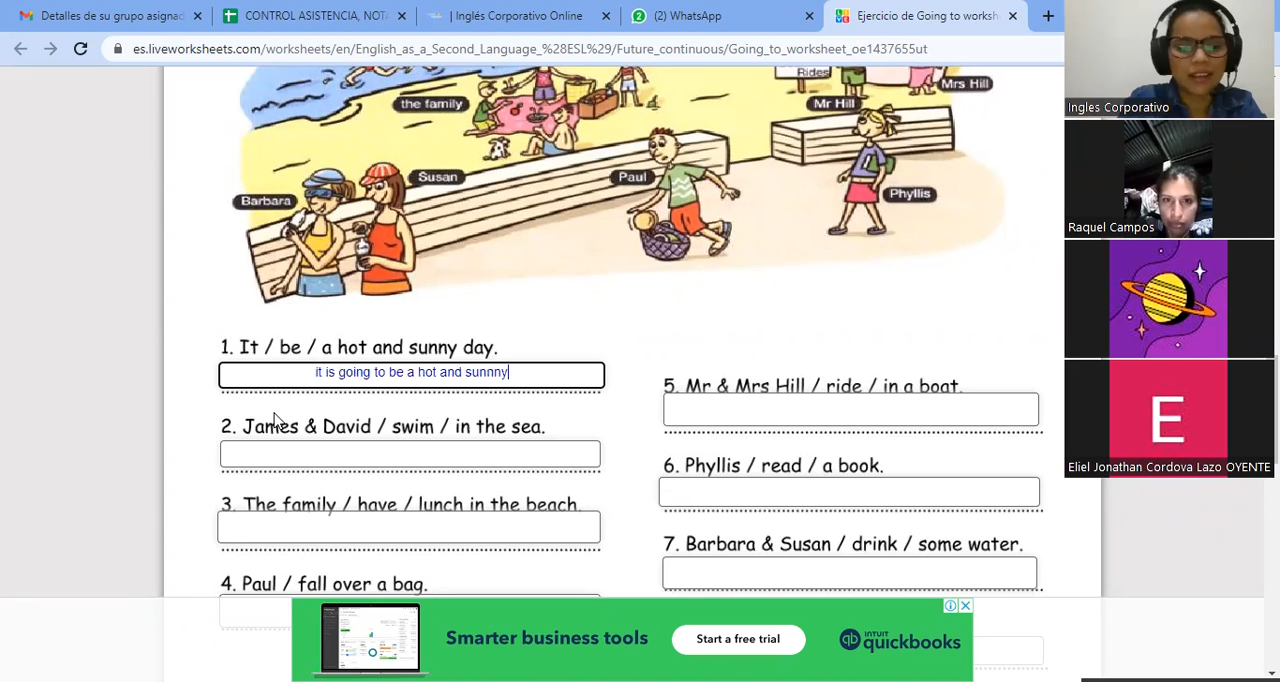 Detalles de su grupo asignad
CONTROL ASISTENCIA, NOTA
| Inglés Corporativo Online
(2) WhatsApp
Ejercicio de Going to worksh
es.liveworksheets.com/worksheets/en/English_as_a_Second_Language_%28ESL%29/Future_continuous/Going_to_worksheet_oe1437655ut
Ingles Corporativo
Rides
Mrs Hill
the family
Mr Hill
Susan
Paul
Barbara
Phyllis
Raquel Campos
1. It / be / a hot and sunny day.
it is going to be a hot and sunnny
2. James & David / swim / in the sea.
3. The family / have / lunch in the beach.
4. Paul / fall over a bag.
5. Mr & Mrs Hill / ride / in a boat.
6. Phyllis / read / a book.
7. Barbara & Susan / drink / some water.
E
Eliel Jonathan Cordova Lazo OYENTE
Smarter business tools
Start a free trial
intuit
quickbooks